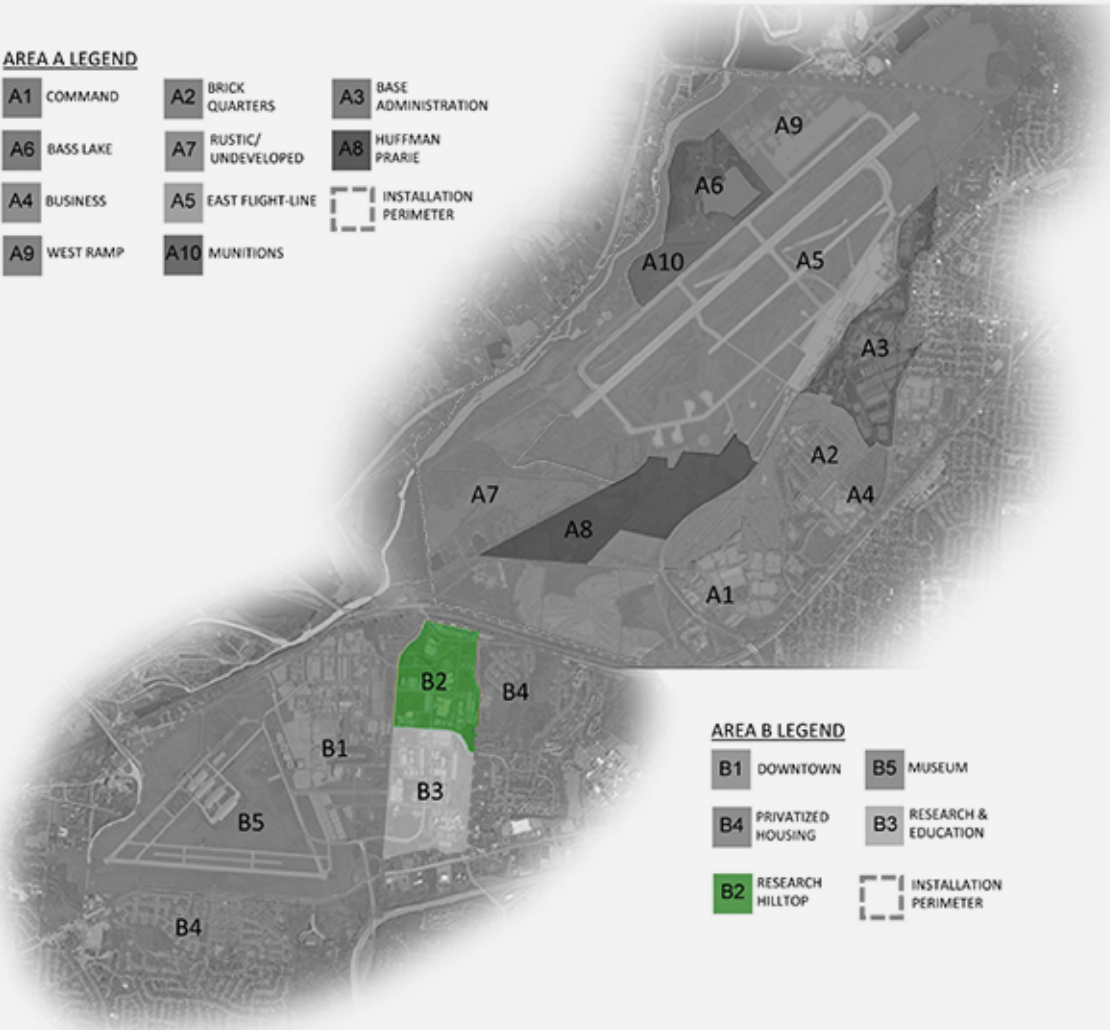 AREA A LEGEND
A1 COMMAND
A2 BRICK
QUARTERS
A3 BASE
ADMINISTRATION
A6 BASS LAKE
A7 RUSTIC/
UNDEVELOPED
A8 HUFFMAN
PRARIE
A4 BUSINESS
A5 EAST FLIGHT-LINE
INSTALLATION
PERIMETER
A9 WEST RAMP
A10 MUNITIONS
A9
A6
A10
A5
A3
A2
A7
A4
A8
A1
B2
B4
B1
B3
B5
B4
AREA B LEGEND
B1 DOWNTOWN
B5 MUSEUM
B4 PRIVATIZED
HOUSING
B3 RESEARCH &
EDUCATION
B2 RESEARCH
HILLTOP
INSTALLATION
PERIMETER